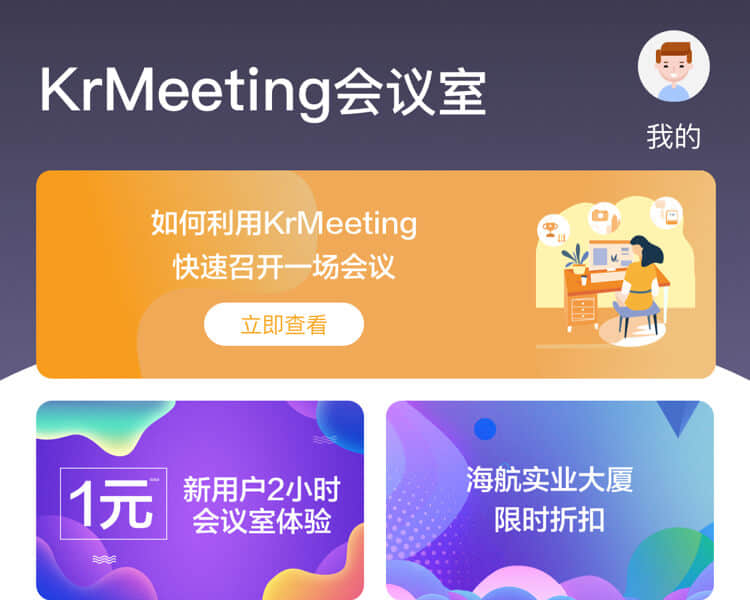 KrMeeting会议室
我的
如何利用KrMeeting
快速召开一场会议
立即查看
1元
新用户2小时
会议室体验
海航实业大厦
限时折扣